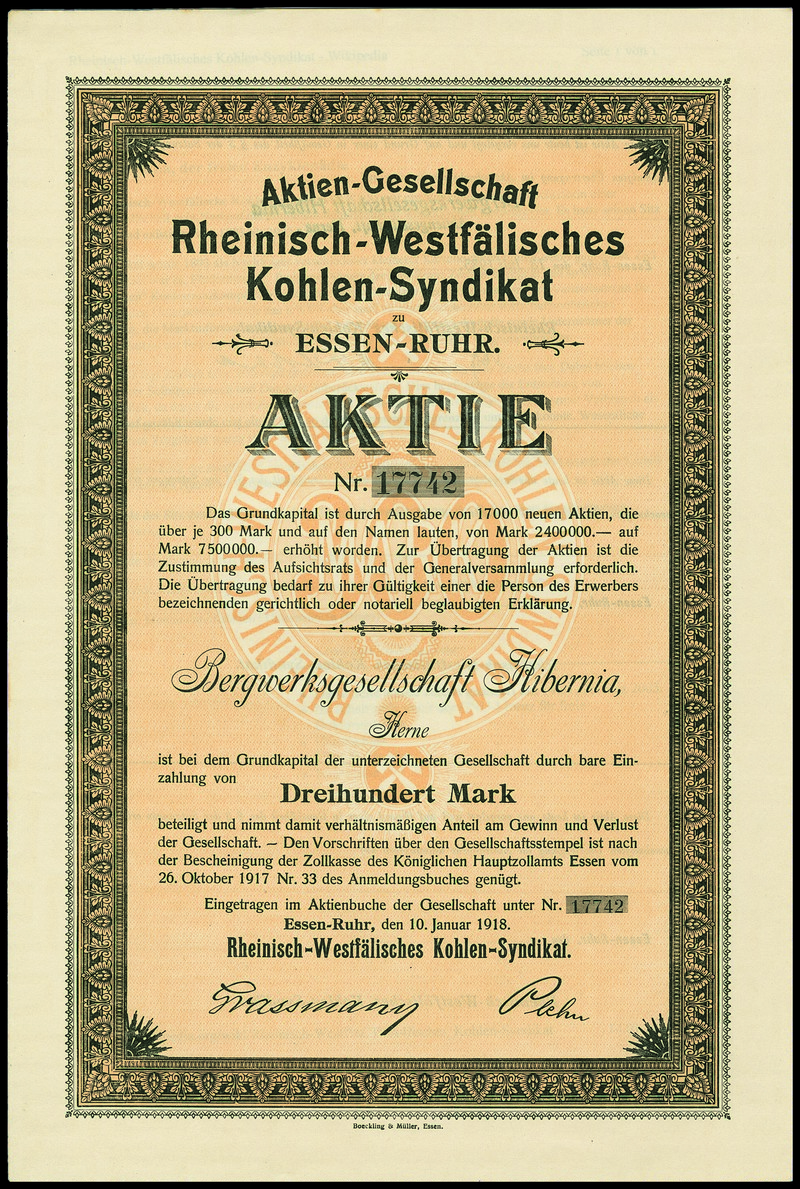 Aktien-Gesellschaft
Rheinisch-Westfälisches
Kohlen-Syndikat
zu
ESSEN-RUHR.
AKTIE
Nr. 17742
Das Grundkapital ist durch Ausgabe von 17000 neuen Aktien, die
über je 300 Mark und auf den Namen lauten, von Mark 2400000.— auf
Mark 7500000.— erhöht worden. Zur Übertragung der Aktien ist die
Zustimmung des Aufsichtsrats und der Generalversammlung erforderlich.
Die Übertragung bedarf zu ihrer Gültigkeit einer die Person des Erwerbers
bezeichnenden gerichtlich oder notariell beglaubigten Erklärung.
Bergwerksgesellschaft Hibernia,
Herne
ist bei dem Grundkapital der unterzeichneten Gesellschaft durch bare Ein-
zahlung von
Dreihundert Mark
beteiligt und nimmt damit verhältnismäßigen Anteil am Gewinn und Verlust
der Gesellschaft. — Den Vorschriften über den Gesellschaftsstempel ist nach
der Bescheinigung der Zollkasse des Königlichen Hauptzollamts Essen vom
26. Oktober 1917 Nr. 33 des Anmeldungsbuches genügt.
Eingetragen im Aktienbuche der Gesellschaft unter Nr. 17742
Essen-Ruhr, den 10. Januar 1918.
Rheinisch-Westfälisches Kohlen-Syndikat.
Grassmann Plehn
Boeckling & Müller, Essen.
RHEINISCH-WESTFÄLISCHES KOHLEN-SYNDIKAT
300
MARK